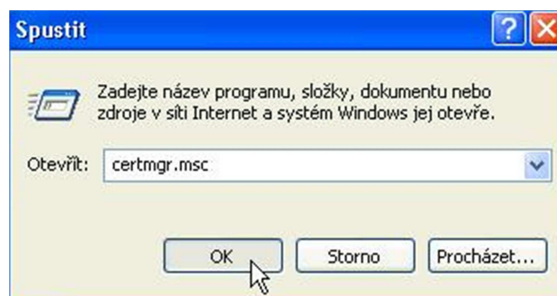 Spustit
Zadejte název programu, složky, dokumentu nebo
zdroje v síti Internet a systém Windows jej otevře.
Otevřít: certmgr.msc
OK Storno Procházet...